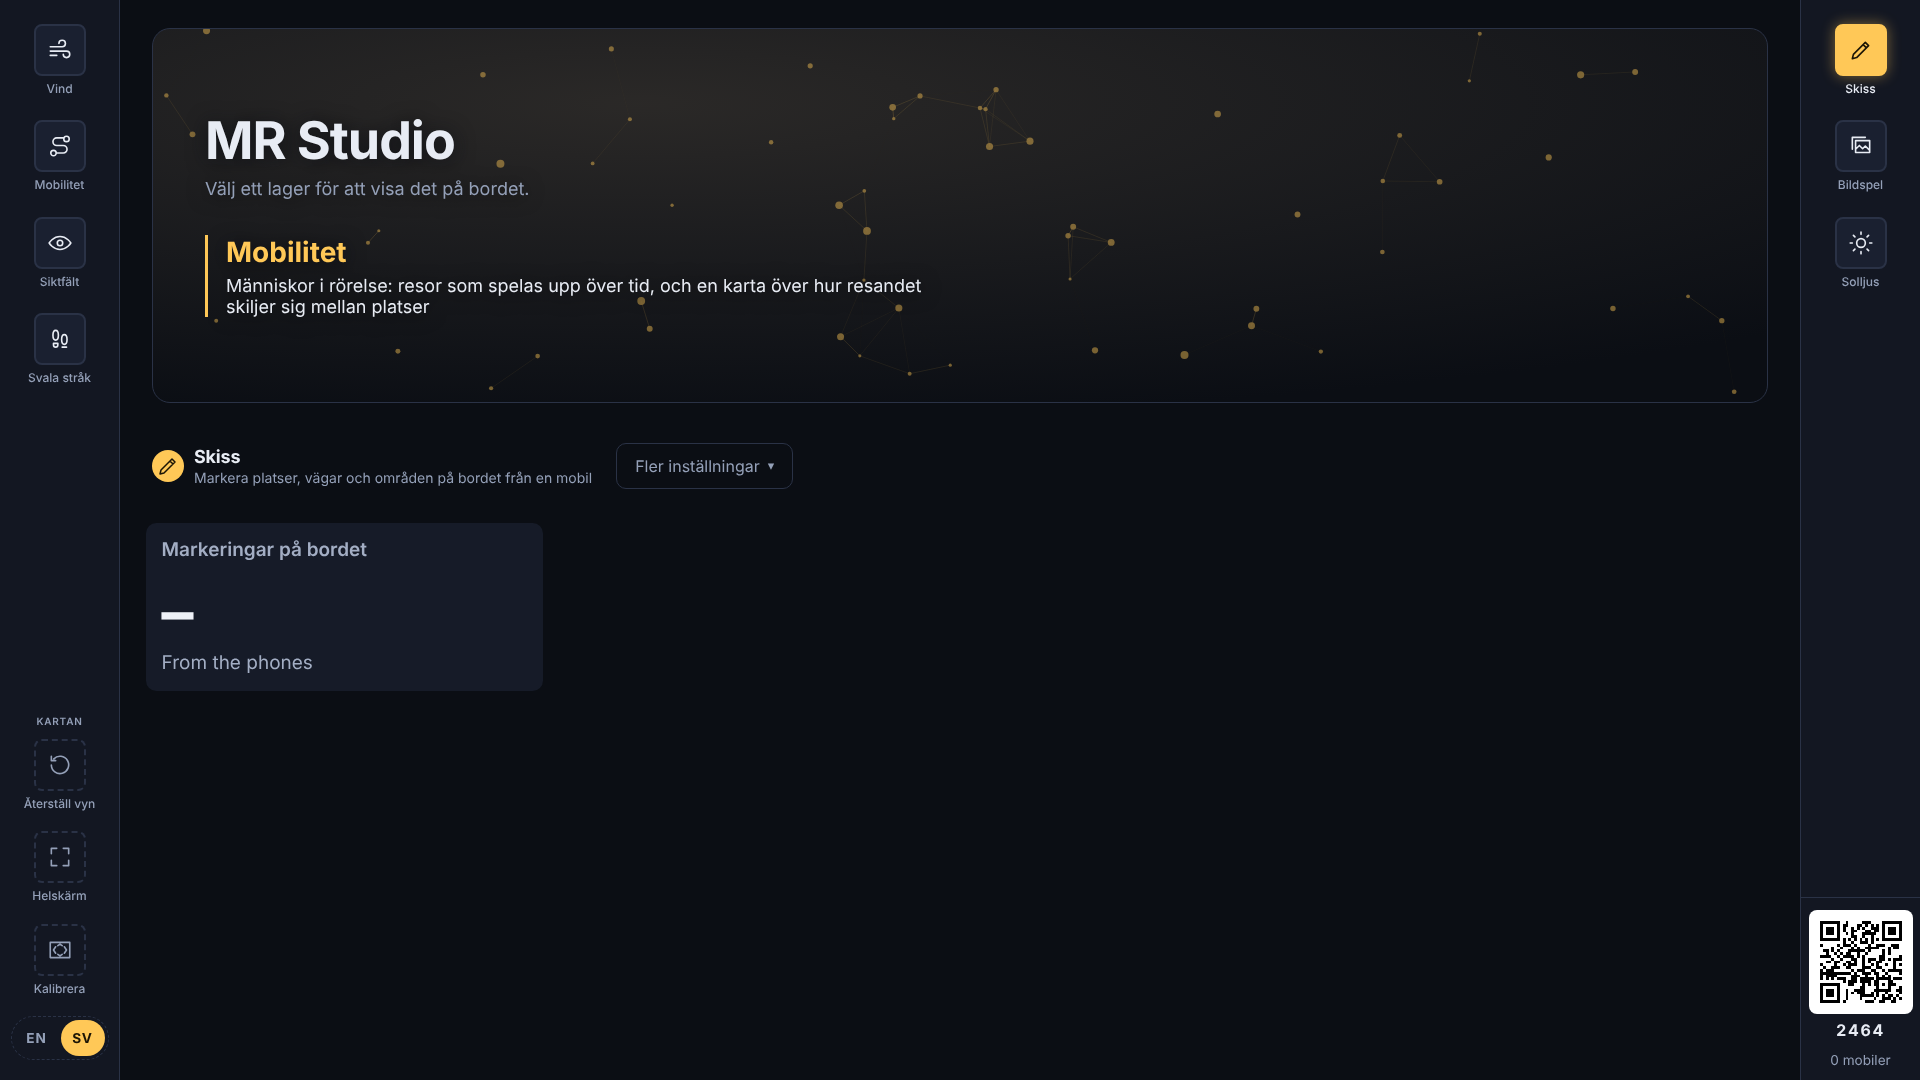 Vind
Mobilitet
Siktfält
Svala stråk
KARTAN
Återställ vyn
Helskärm
Kalibrera
EN SV
MR Studio
Välj ett lager för att visa det på bordet.
Mobilitet
Människor i rörelse: resor som spelas upp över tid, och en karta över hur resandet
skiljer sig mellan platser
Skiss
Markera platser, vägar och områden på bordet från en mobil
Fler inställningar ▾
Markeringar på bordet
—
From the phones
Skiss
Bildspel
Solljus
2464
0 mobiler